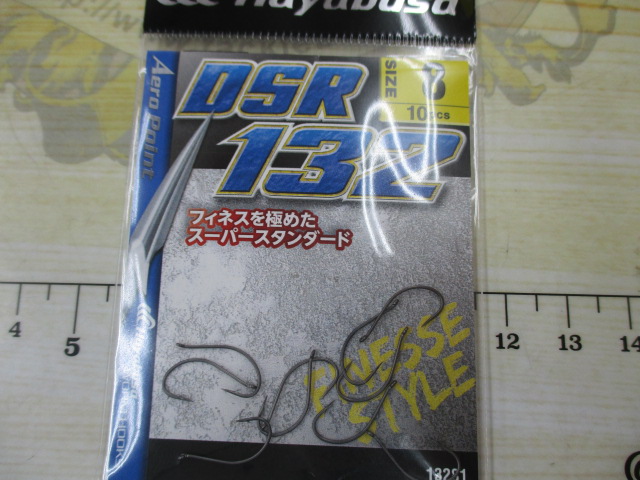 Hayabusa
DSR
132
SIZE
10pcs
Aero Point
フィネスを極めた
スーパースタンダード
FINESSE
STYLE
4
5
12
13
14